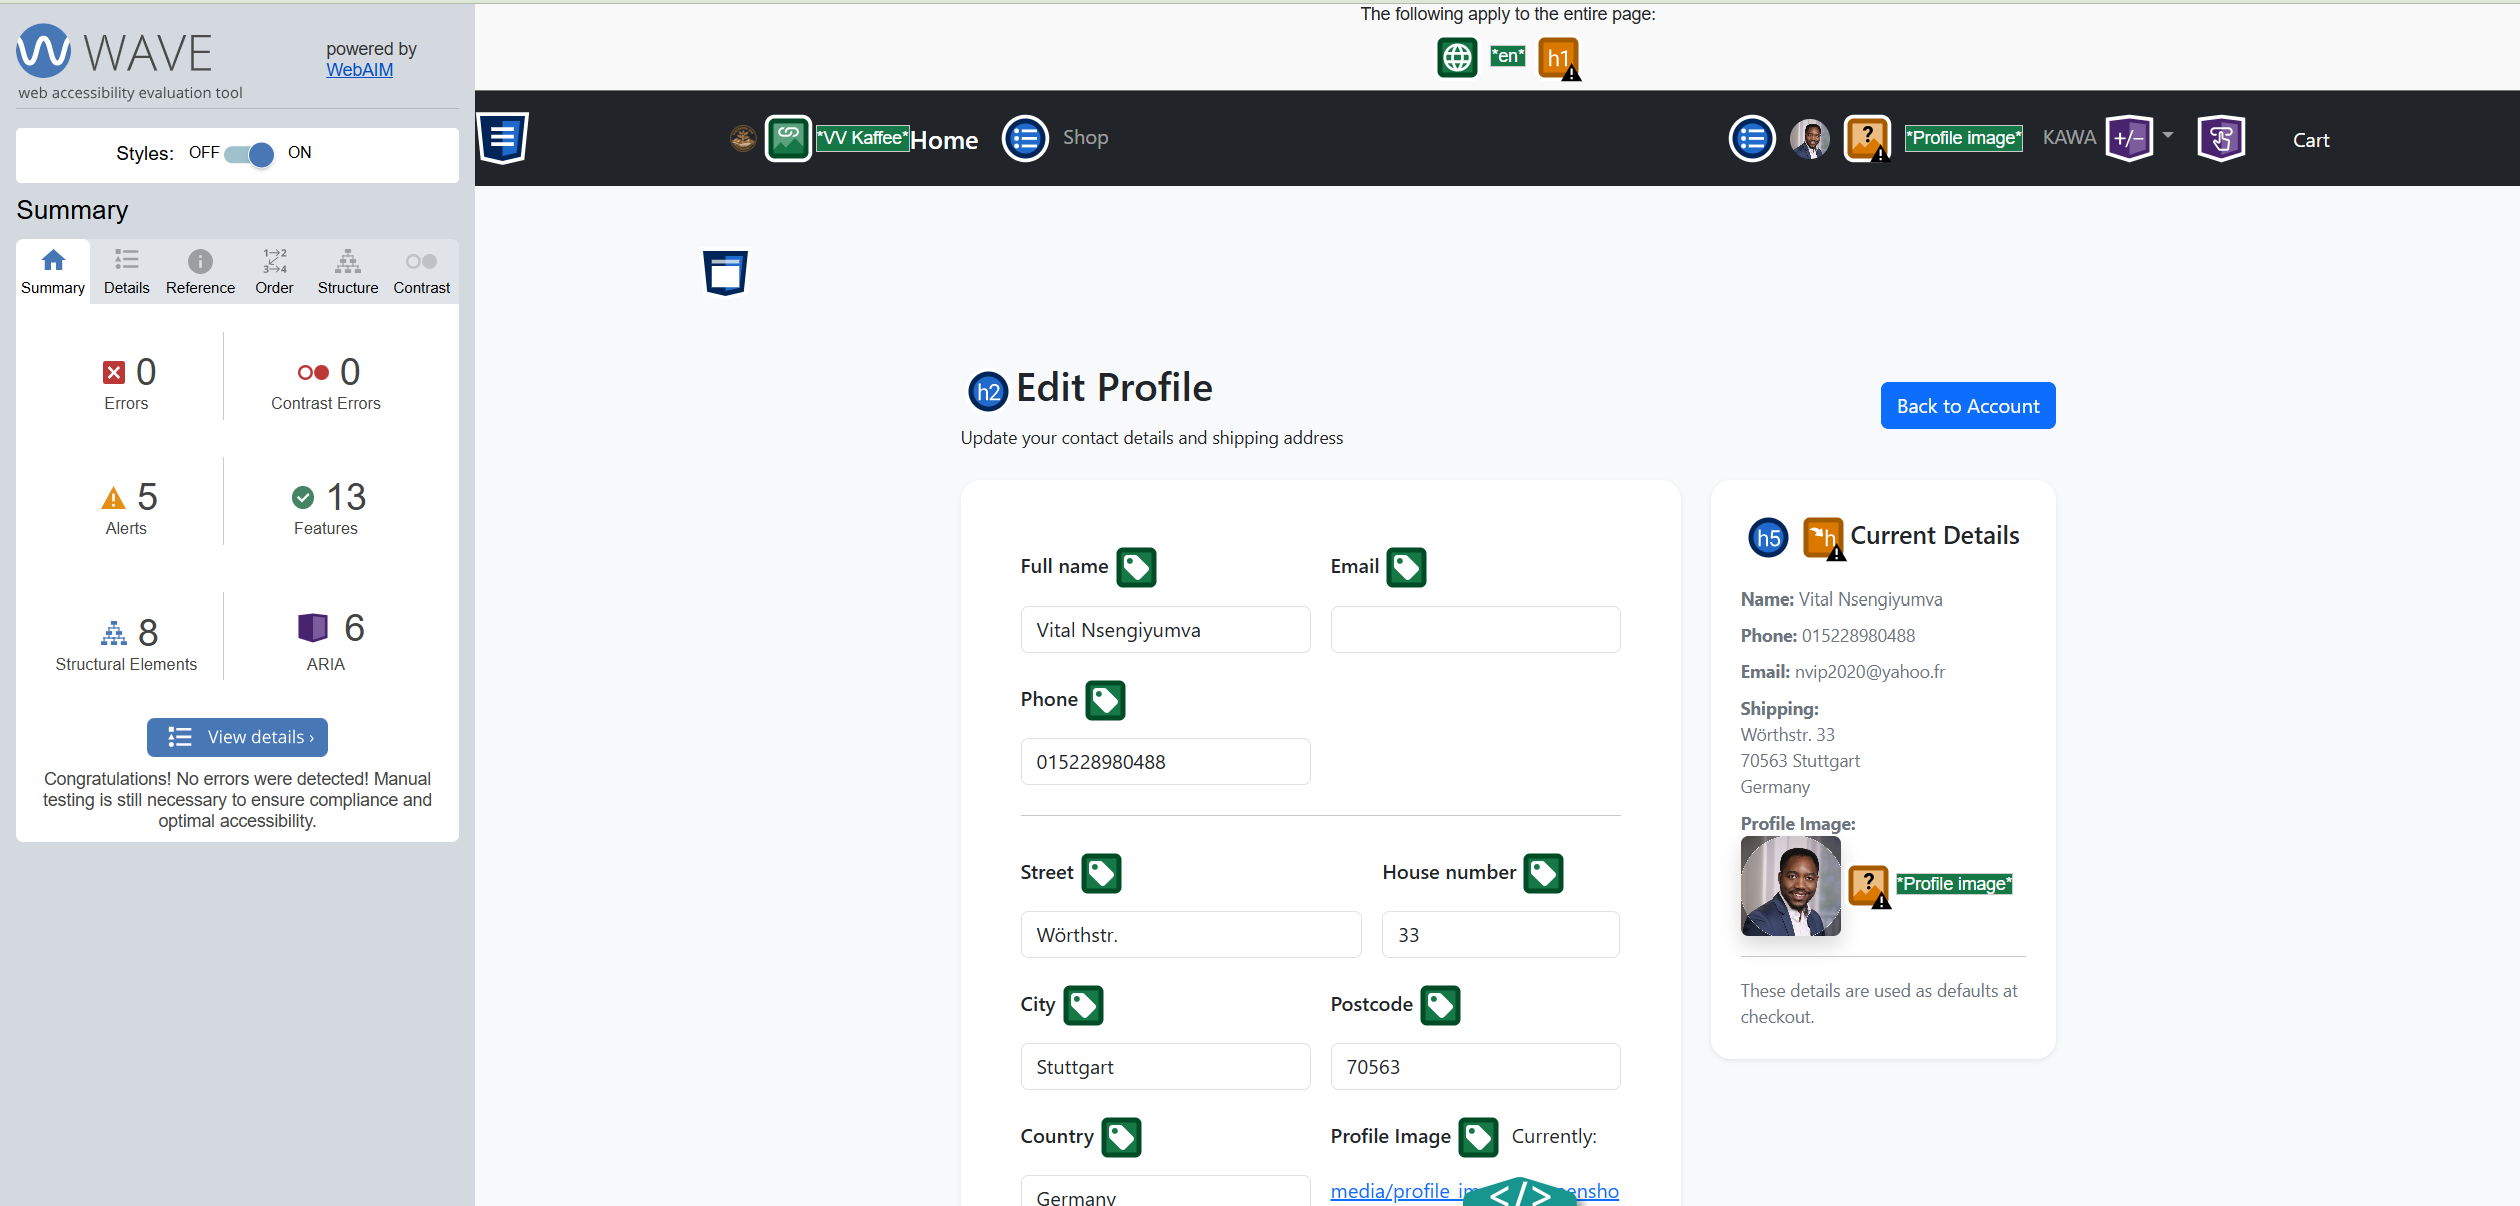 WAVE
powered by
WebAIM
web accessibility evaluation tool
Styles: OFF ON
Summary
Summary Details Reference Order Structure Contrast
0
Errors
0
Contrast Errors
5
Alerts
13
Features
8
Structural Elements
6
ARIA
View details ›
Congratulations! No errors were detected! Manual
testing is still necessary to ensure compliance and
optimal accessibility.
The following apply to the entire page:
*en* h1
*VV Kaffee* Home Shop *Profile image* KAWA +/− Cart
h2 Edit Profile
Update your contact details and shipping address
Back to Account
Full name
Vital Nsengiyumva
Email
Phone
015228980488
Street
Wörthstr.
House number
33
City
Stuttgart
Postcode
70563
Country
Germany
Profile Image Currently:
media/profile_im
ensho
</>
h5 h Current Details
Name: Vital Nsengiyumva
Phone: 015228980488
Email: nvip2020@yahoo.fr
Shipping:
Wörthstr. 33
70563 Stuttgart
Germany
Profile Image:
*Profile image*
These details are used as defaults at
checkout.